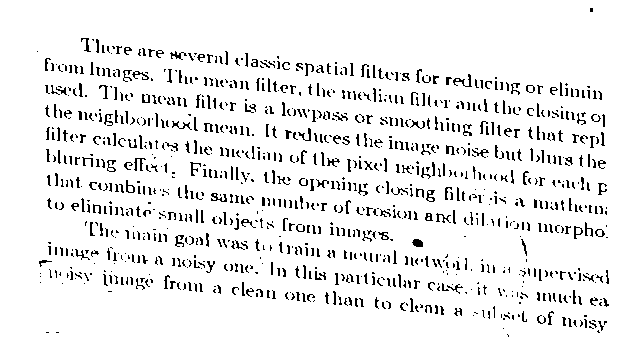 There are several classic spatial filters for reducing or elimin
from images. The mean filter, the median filter and the closing op
used. The mean filter is a lowpass or smoothing filter that repl
the neighborhood mean. It reduces the image noise but blurs the
filter calculates the median of the pixel neighborhood for each p
blurring effect. Finally, the opening closing filter is a mathema
that combines the same number of erosion and dilation morpho
to eliminate small objects from images.
The main goal was to train a neural network in a supervised
image from a noisy one. In this particular case, it was much ea
noisy image from a clean one than to clean a subset of noisy